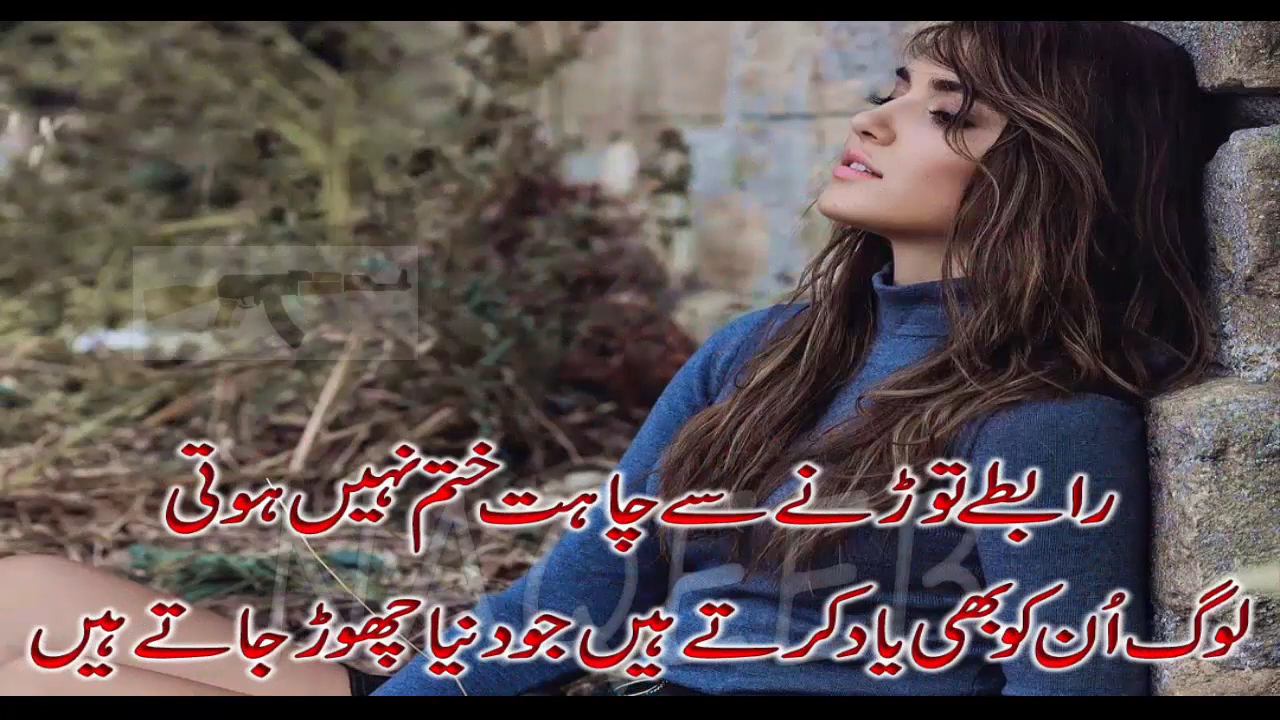 رابطے توڑنے سے چاہت ختم نہیں ہوتی
لوگ اُن کو بھی یاد کرتے ہیں جو دنیا چھوڑ جاتے ہیں